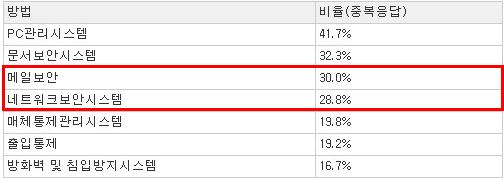 방법 비율(중복응답)
PC관리시스템 41.7%
문서보안시스템 32.3%
메일보안 30.0%
네트워크보안시스템 28.8%
매체통제관리시스템 19.8%
출입통제 19.2%
방화벽 및 침입방지시스템 16.7%